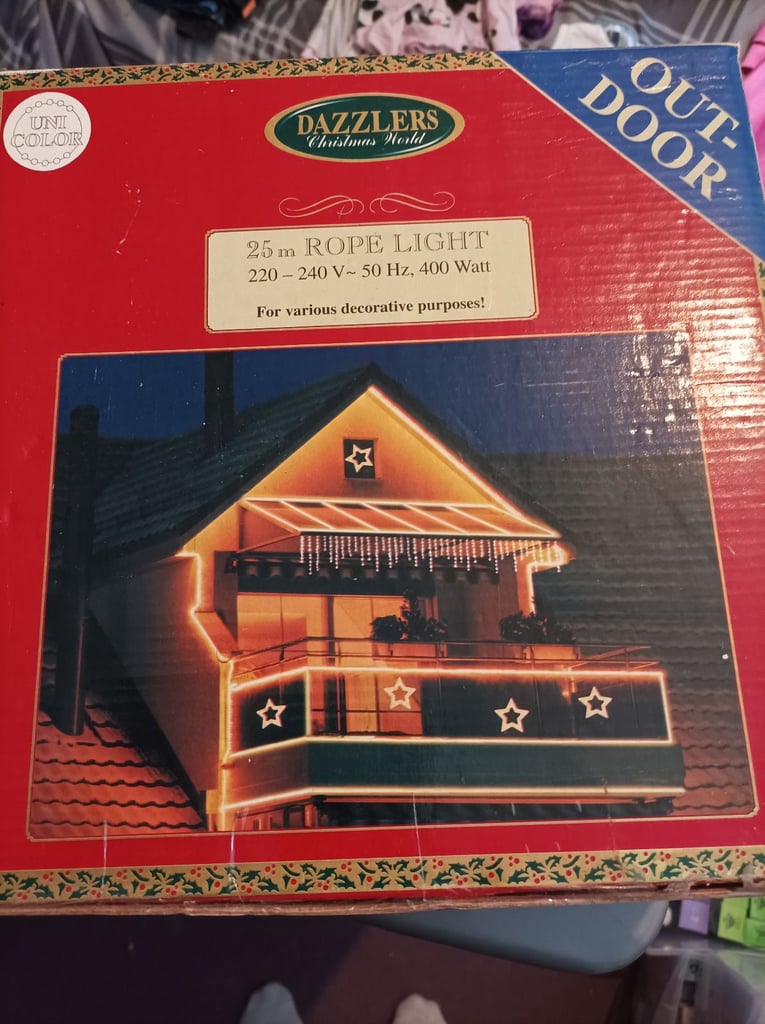 UNI
COLOR
DAZZLERS
Christmas World
OUT-
DOOR
25 m ROPE LIGHT
220 – 240 V~ 50 Hz, 400 Watt
For various decorative purposes!